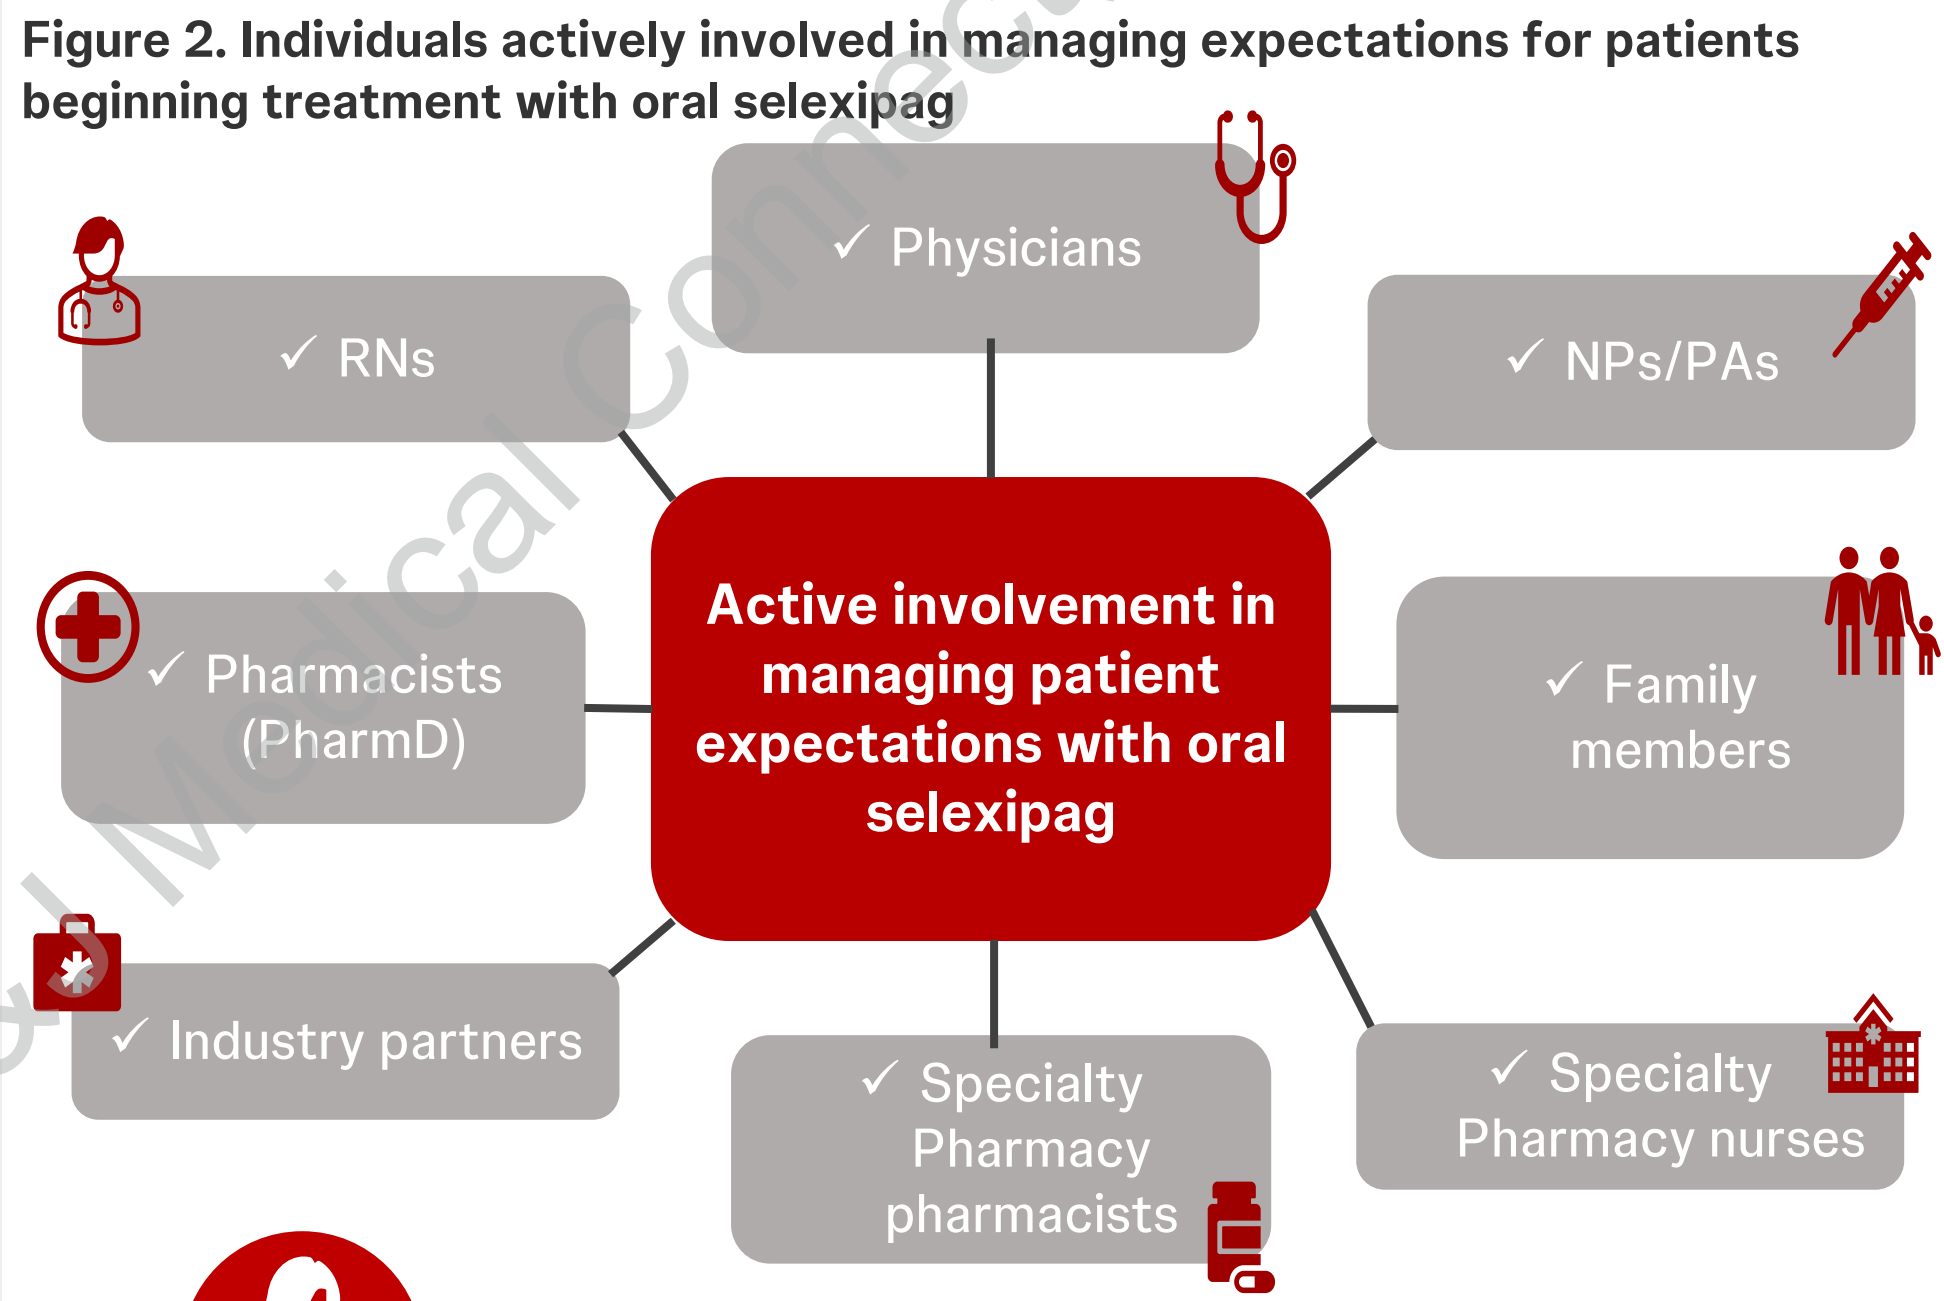 Figure 2. Individuals actively involved in managing expectations for patients
beginning treatment with oral selexipag
✓ Physicians
✓ RNs
✓ NPs/PAs
Active involvement in
managing patient
expectations with oral
selexipag
✓ Pharmacists
(PharmD)
✓ Family
members
✓ Industry partners
✓ Specialty
Pharmacy
pharmacists
✓ Specialty
Pharmacy nurses
&J Medical Connect